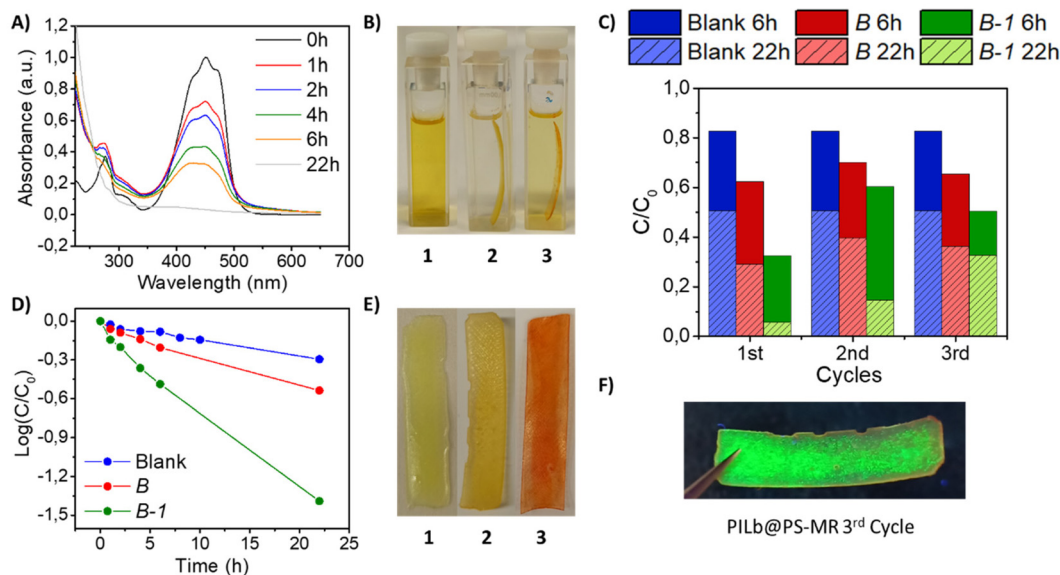 A)
Absorbance (a.u.)
1,4
1,2
1,0
0,8
0,6
0,4
0,2
0,0
-0,2
300 400 500 600 700
Wavelength (nm)
0h
1h
2h
4h
6h
22h
B)
1 2 3
C)
Blank 6h B 6h B-1 6h
Blank 22h B 22h B-1 22h
C/C0
1,0
0,8
0,6
0,4
0,2
0,0
1st 2nd 3rd
Cycles
D)
Log(C/C0)
0,0
-0,3
-0,6
-0,9
-1,2
-1,5
Blank
B
B-1
0 5 10 15 20 25
Time (h)
E)
1 2 3
F)
PILb@PS-MR 3rd Cycle